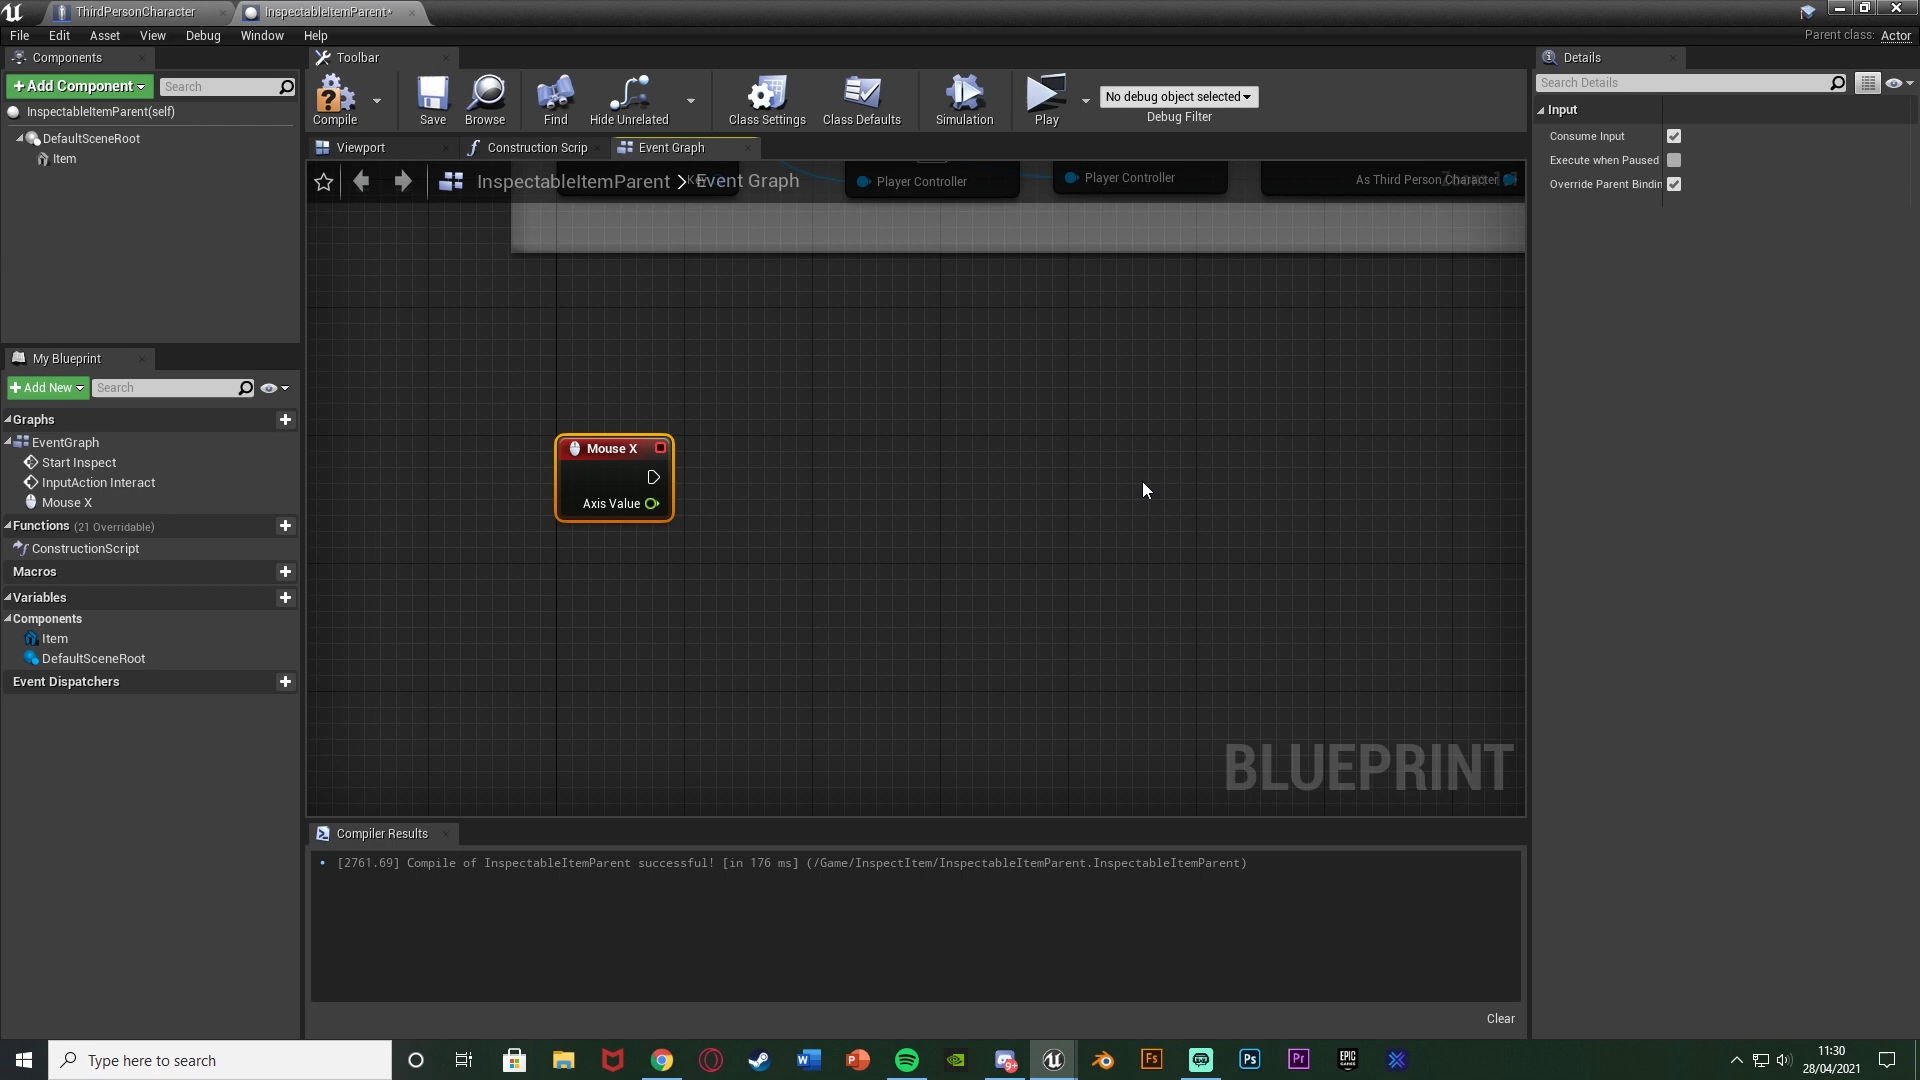 ThirdPersonCharacter
InspectableItemParent*
File Edit Asset View Debug Window Help
Parent class: Actor
Components
Toolbar
Details
+ Add Component
Search
Search Details
InspectableItemParent(self)
DefaultSceneRoot
Item
Compile
Save
Browse
Find
Hide Unrelated
Class Settings
Class Defaults
Simulation
Play
No debug object selected
Debug Filter
Input
Consume Input
Execute when Paused
Override Parent Bindin
Viewport
Construction Scrip
Event Graph
InspectableItemParent > Event Graph
Player Controller
Player Controller
As Third Person Character
Mouse X
Axis Value
BLUEPRINT
My Blueprint
+ Add New
Search
Graphs
EventGraph
Start Inspect
InputAction Interact
Mouse X
Functions (21 Overridable)
ConstructionScript
Macros
Variables
Components
Item
DefaultSceneRoot
Event Dispatchers
Compiler Results
[2761.69] Compile of InspectableItemParent successful! [in 176 ms] (/Game/InspectItem/InspectableItemParent.InspectableItemParent)
Clear
Type here to search
11:30
28/04/2021